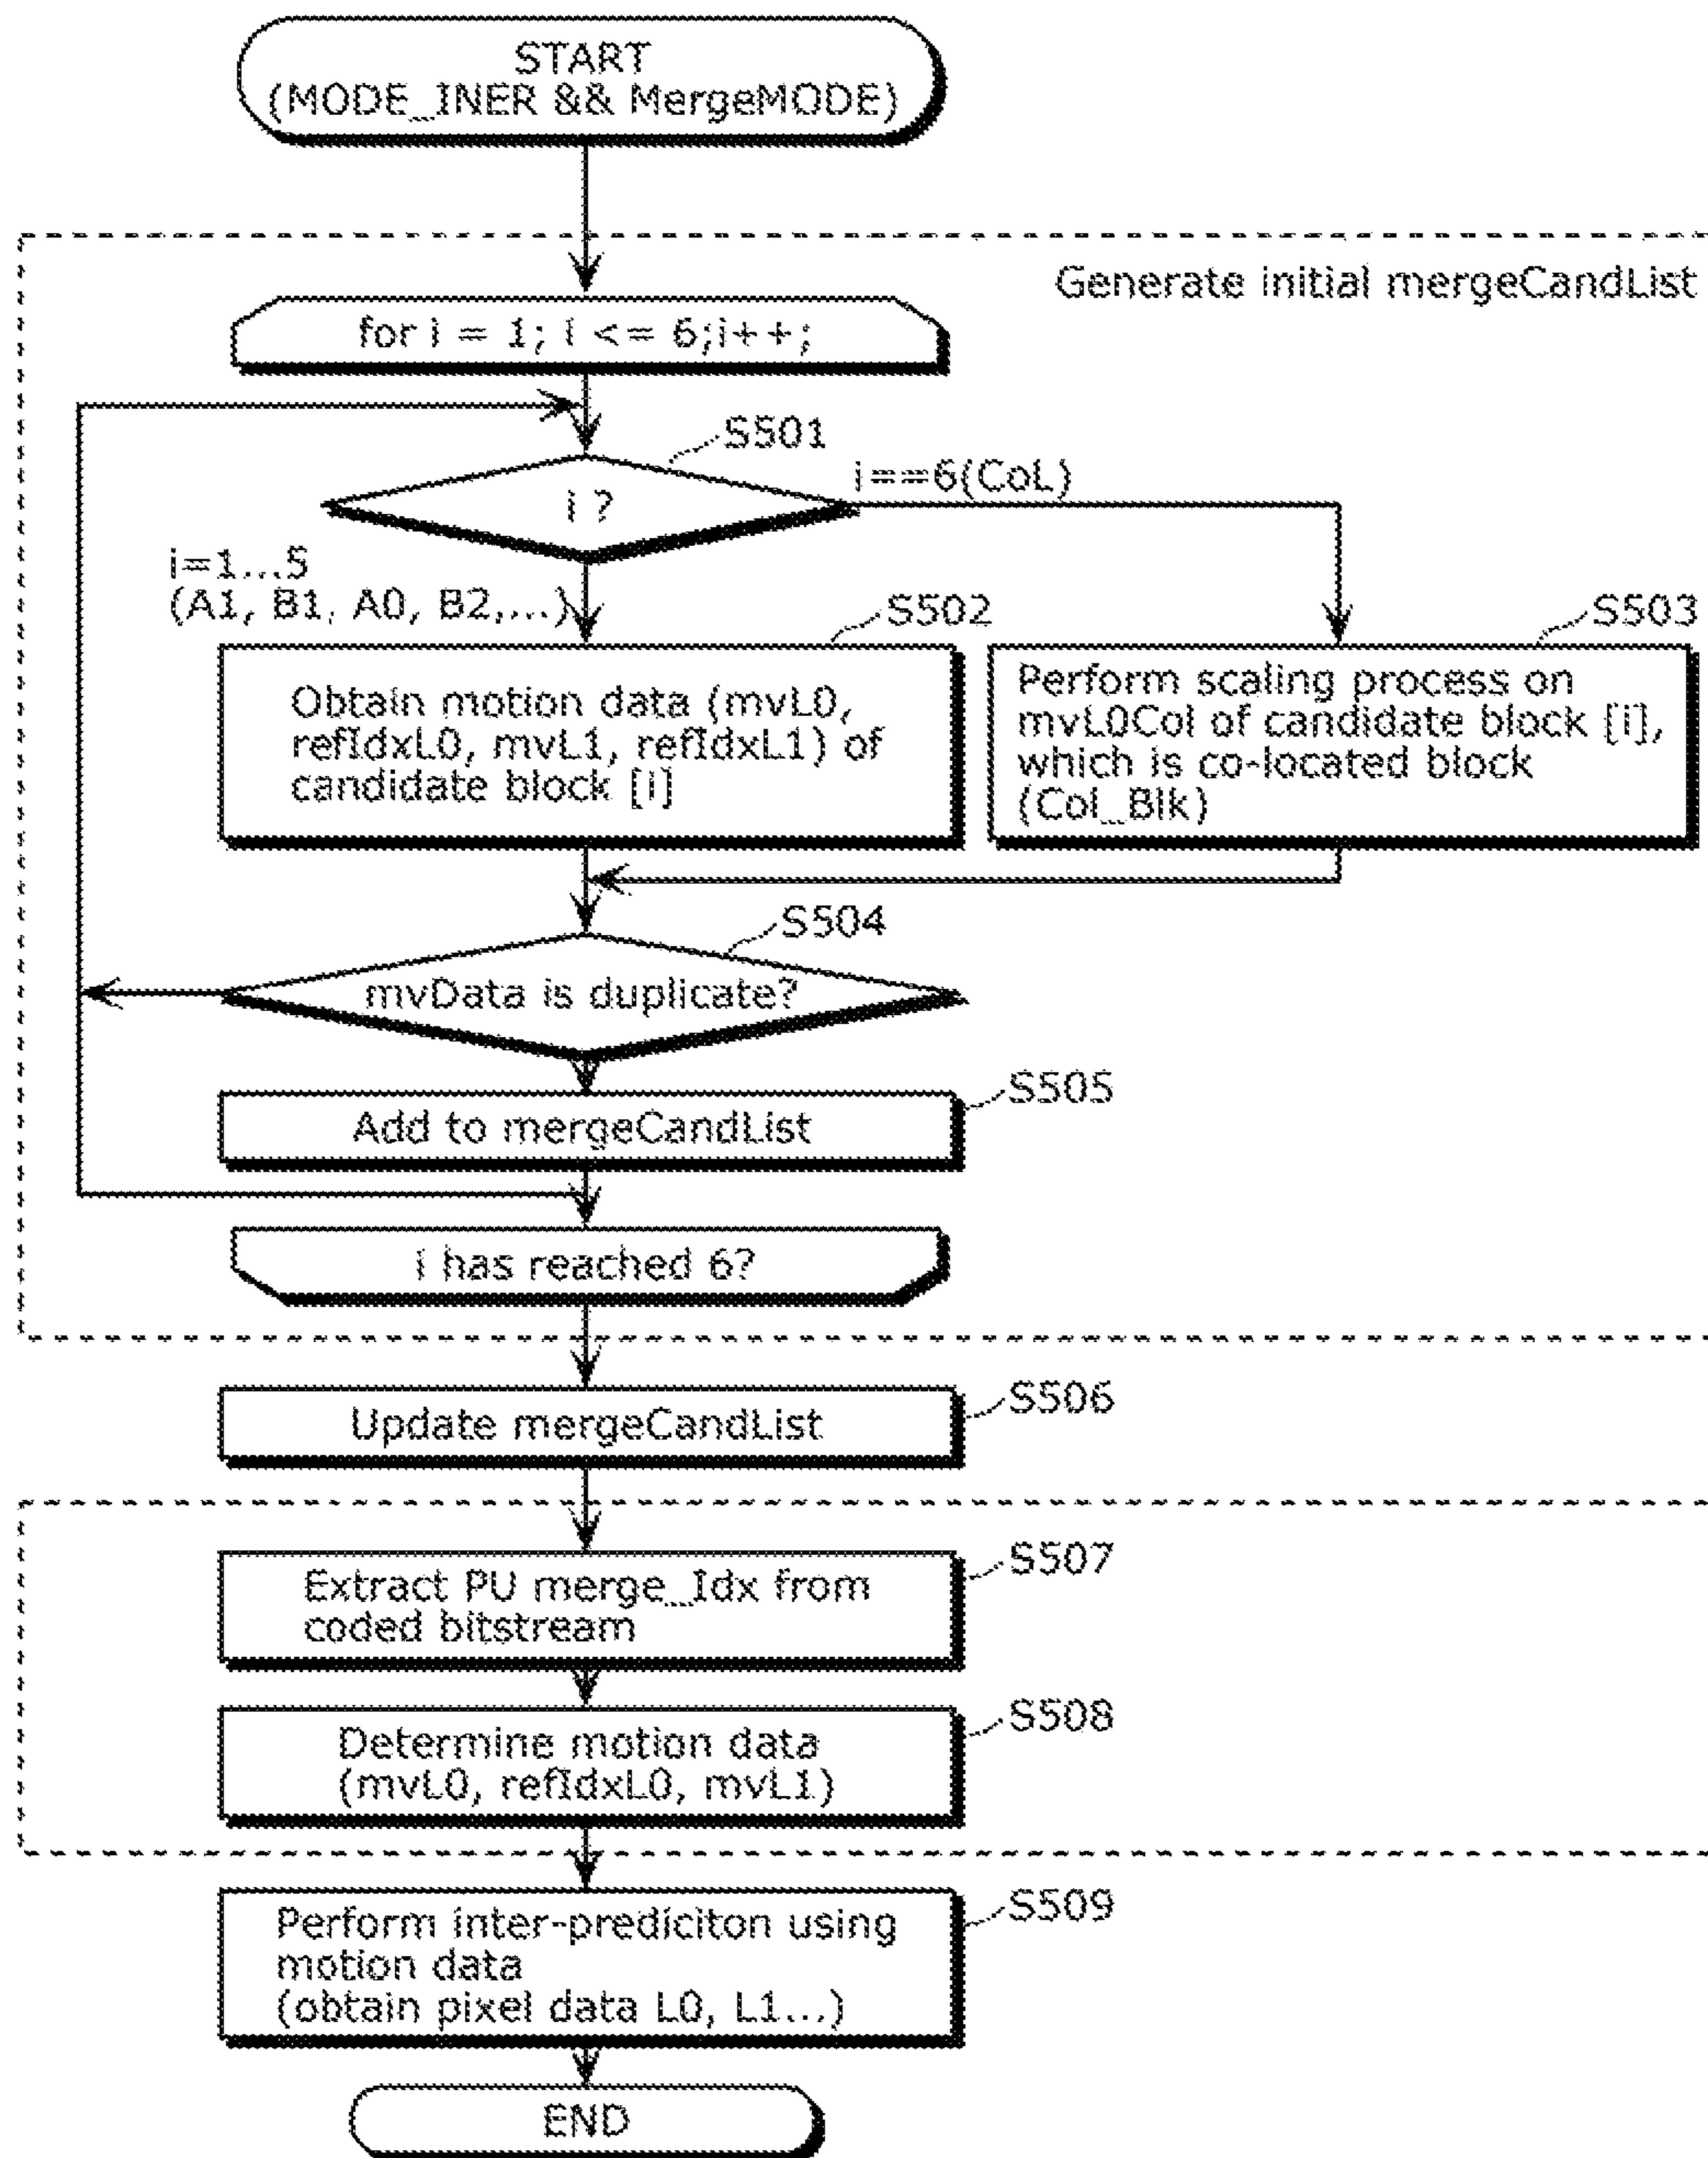 START
(MODE_INER && MergeMODE)
Generate initial mergeCandList
for i = 1; i <= 6;i++;
S501
i ?
i==6(CoL)
i=1...5
(A1, B1, A0, B2,...)
S502
Obtain motion data (mvL0,
refIdxL0, mvL1, refIdxL1) of
candidate block [i]
S503
Perform scaling process on
mvL0Col of candidate block [i],
which is co-located block
(Col_Blk)
S504
mvData is duplicate?
S505
Add to mergeCandList
i has reached 6?
S506
Update mergeCandList
S507
Extract PU merge_Idx from
coded bitstream
S508
Determine motion data
(mvL0, refIdxL0, mvL1)
S509
Perform inter-prediciton using
motion data
(obtain pixel data L0, L1...)
END